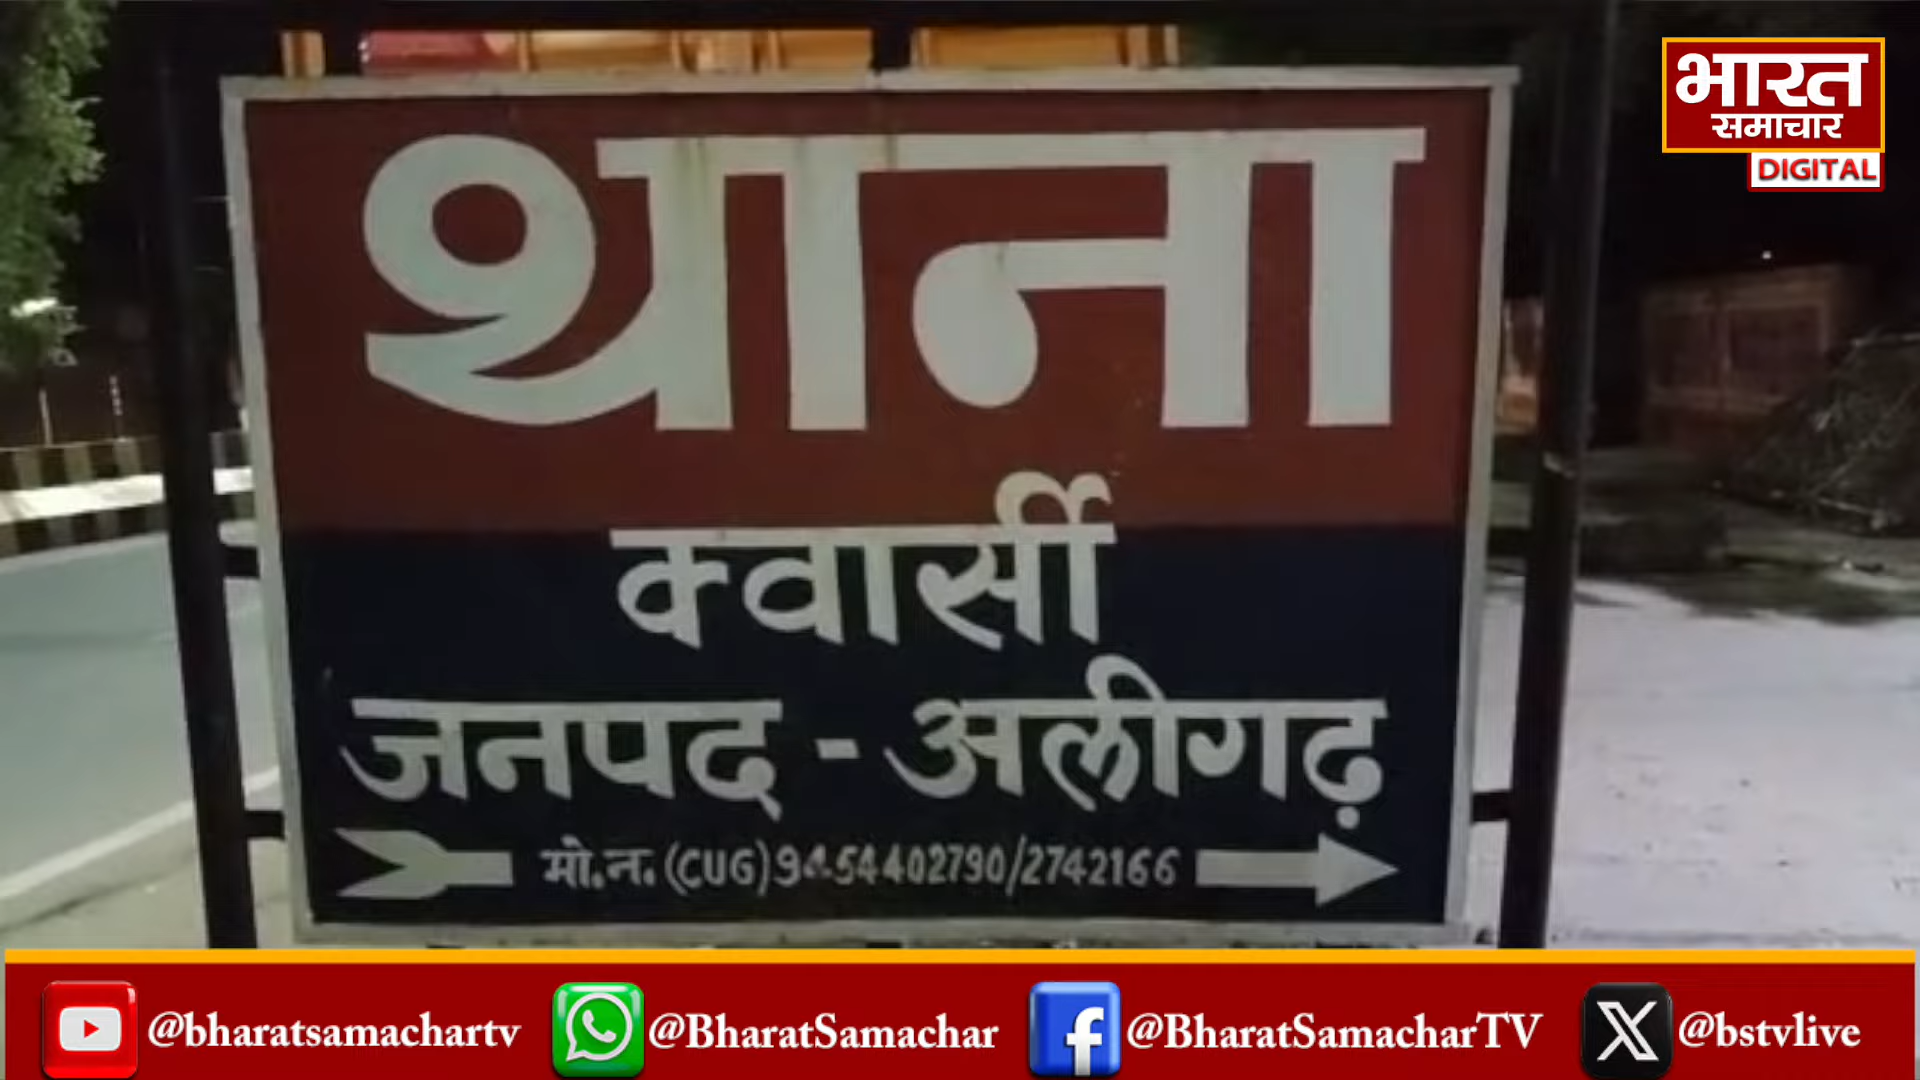 भारत
समाचार
DIGITAL
थाना
क्वार्सी
जनपद - अलीगढ़
मो.न. (CUG) 9454402790/2742166
@bharatsamachartv @BharatSamachar @BharatSamacharTV @bstvlive